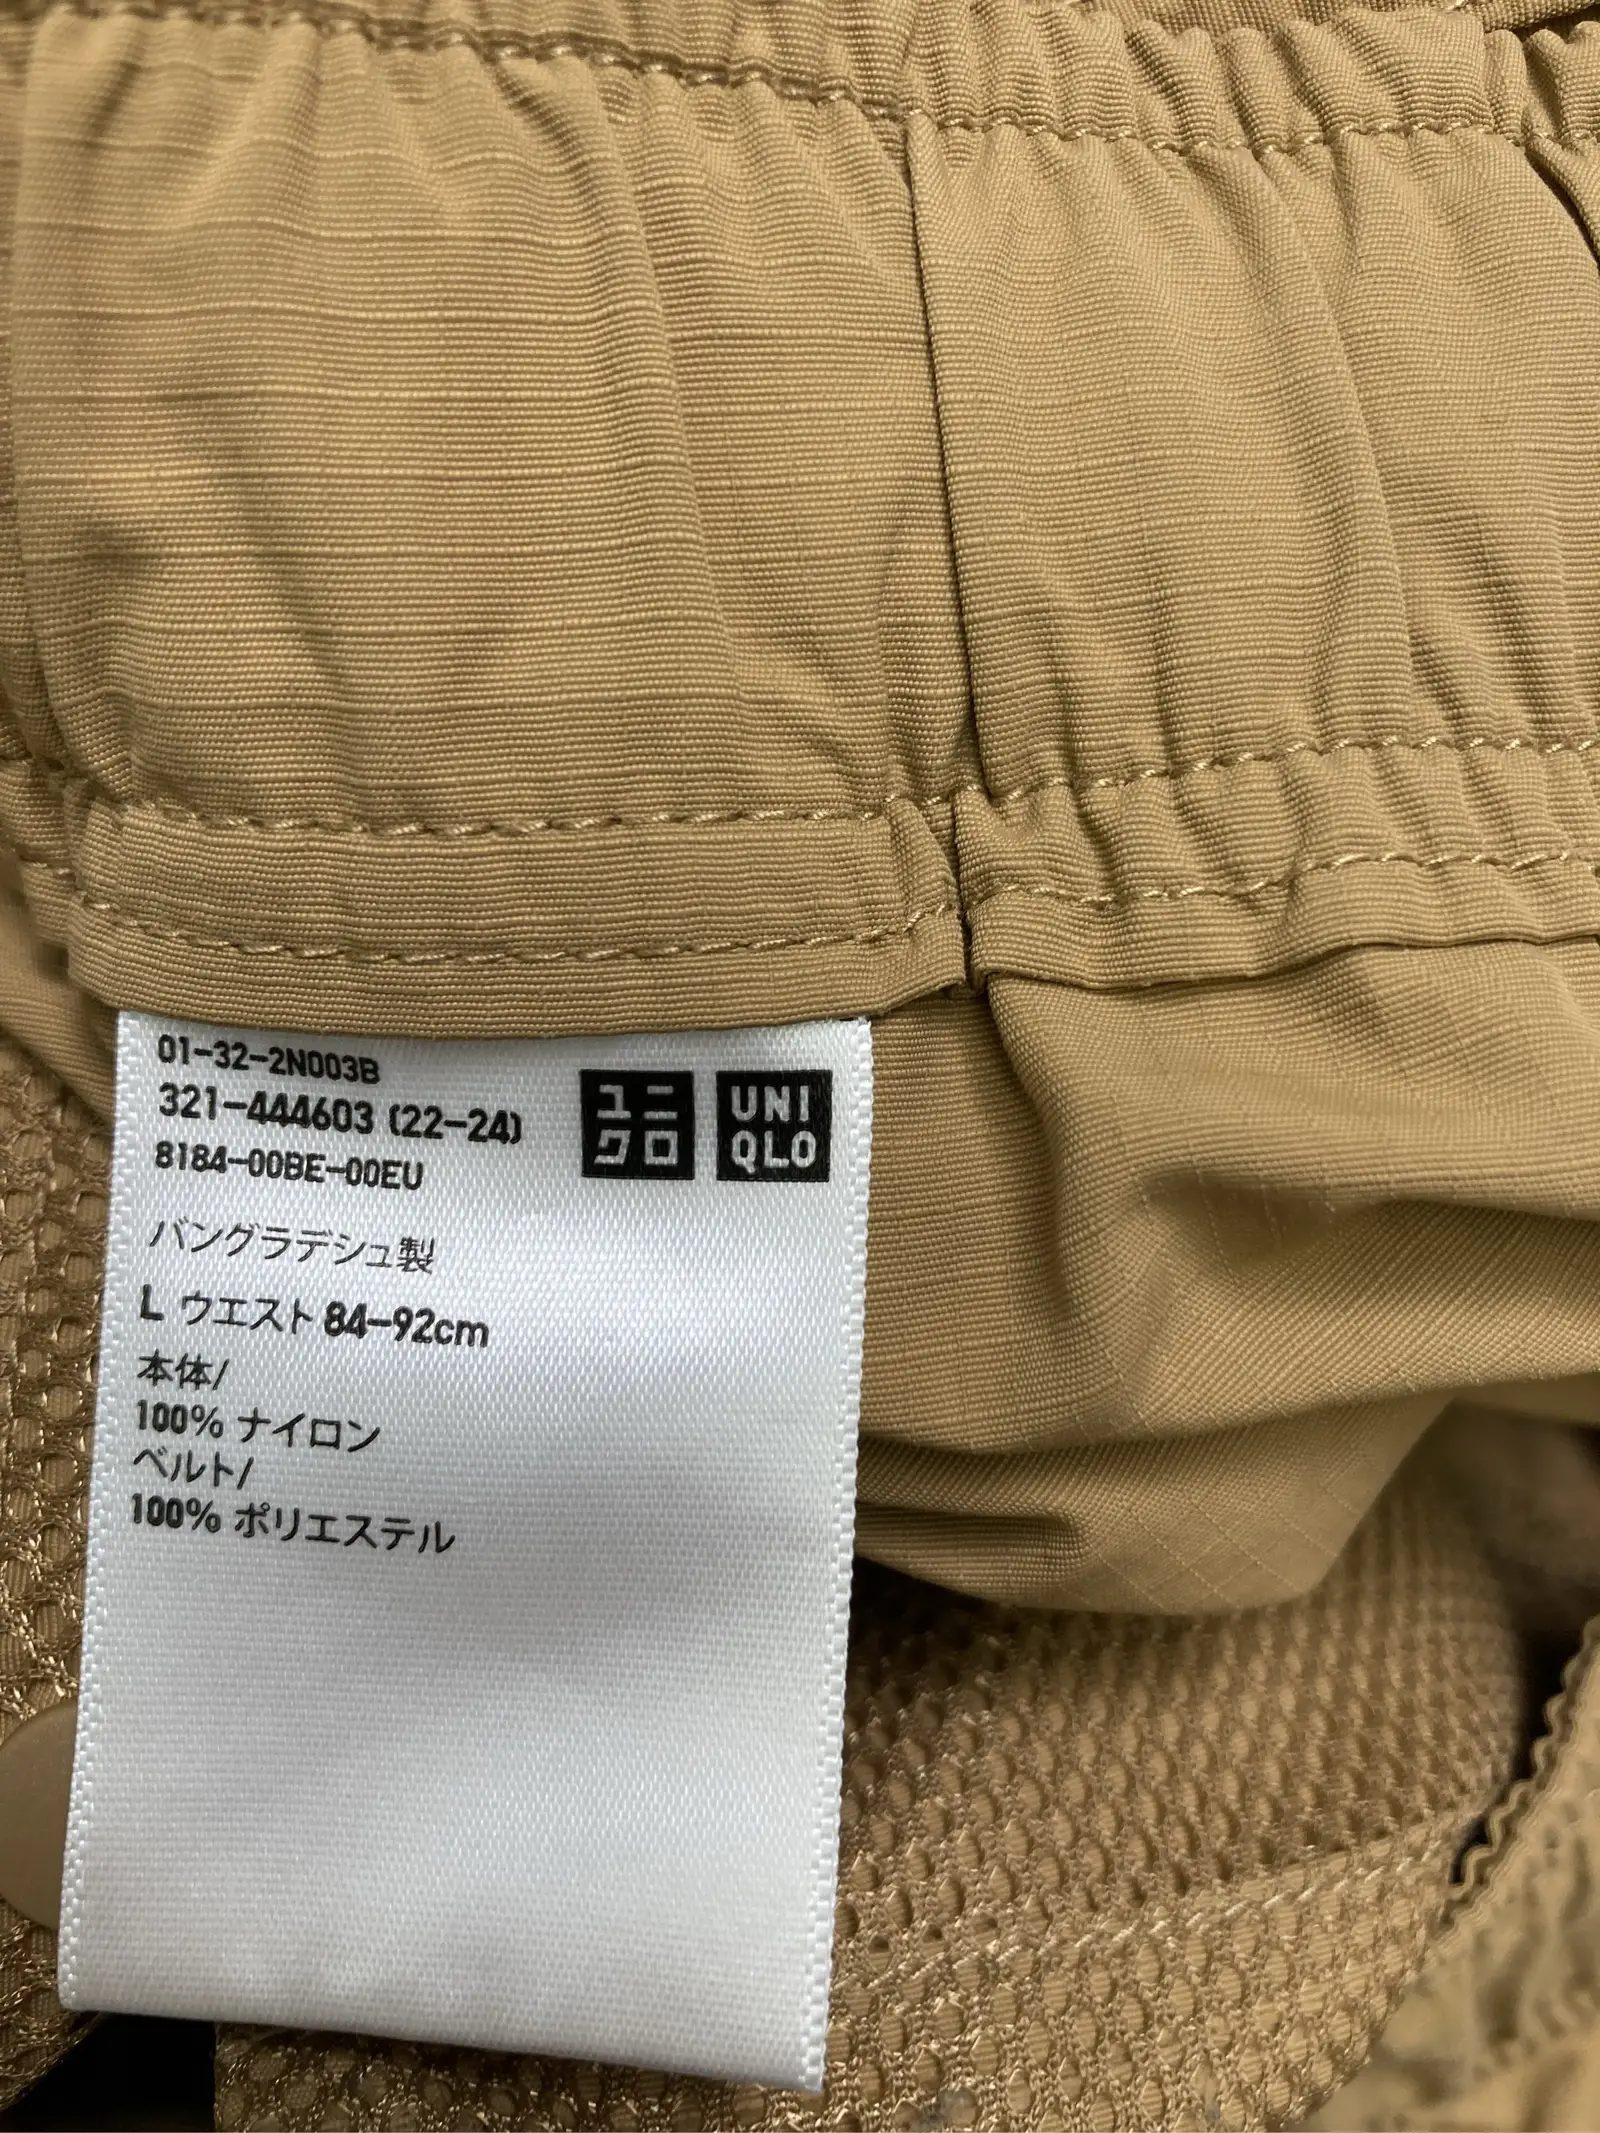 01-32-2N003B
321-444603 (22-24)
8184-00BE-00EU
ユニ
クロ
UNI
QLO
バングラデシュ製
L ウエスト 84-92cm
本体/
100% ナイロン
ベルト/
100% ポリエステル